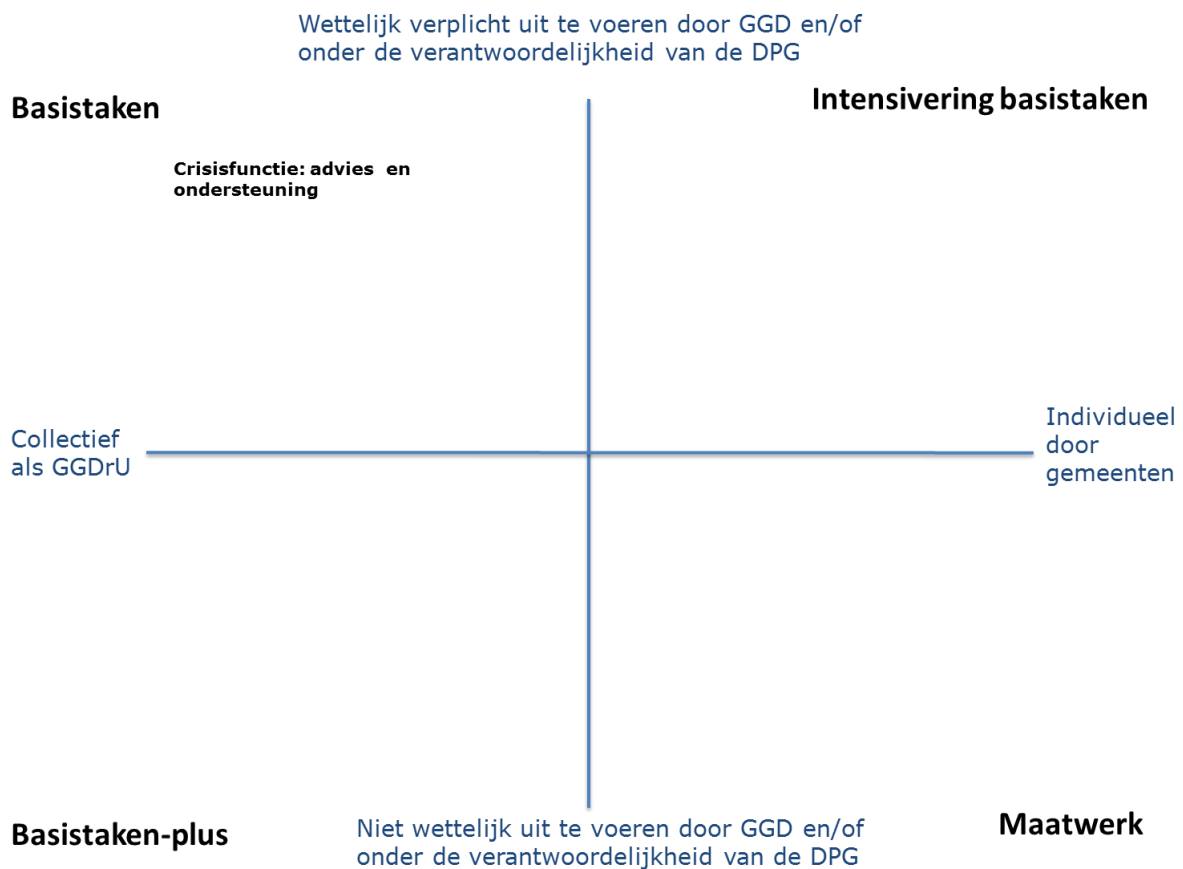 Wettelijk verplicht uit te voeren door GGD en/of
onder de verantwoordelijkheid van de DPG
Basistaken
Intensivering basistaken
Crisisfunctie: advies en
ondersteuning
Collectief
als GGDrU
Individueel
door
gemeenten
Basistaken-plus
Niet wettelijk uit te voeren door GGD en/of
onder de verantwoordelijkheid van de DPG
Maatwerk